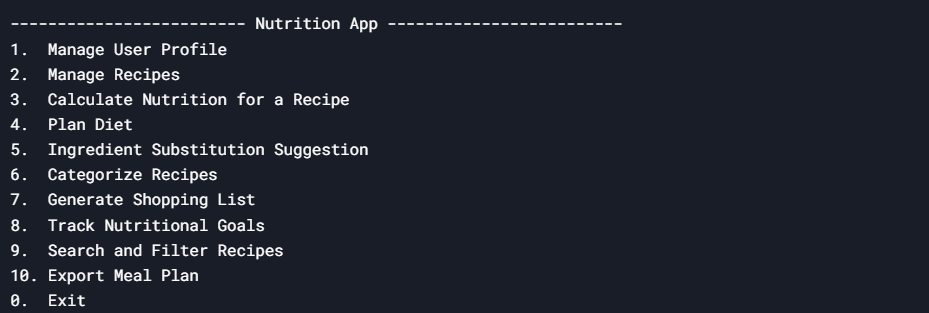 ------------------------- Nutrition App -------------------------
1.  Manage User Profile
2.  Manage Recipes
3.  Calculate Nutrition for a Recipe
4.  Plan Diet
5.  Ingredient Substitution Suggestion
6.  Categorize Recipes
7.  Generate Shopping List
8.  Track Nutritional Goals
9.  Search and Filter Recipes
10. Export Meal Plan
0.  Exit